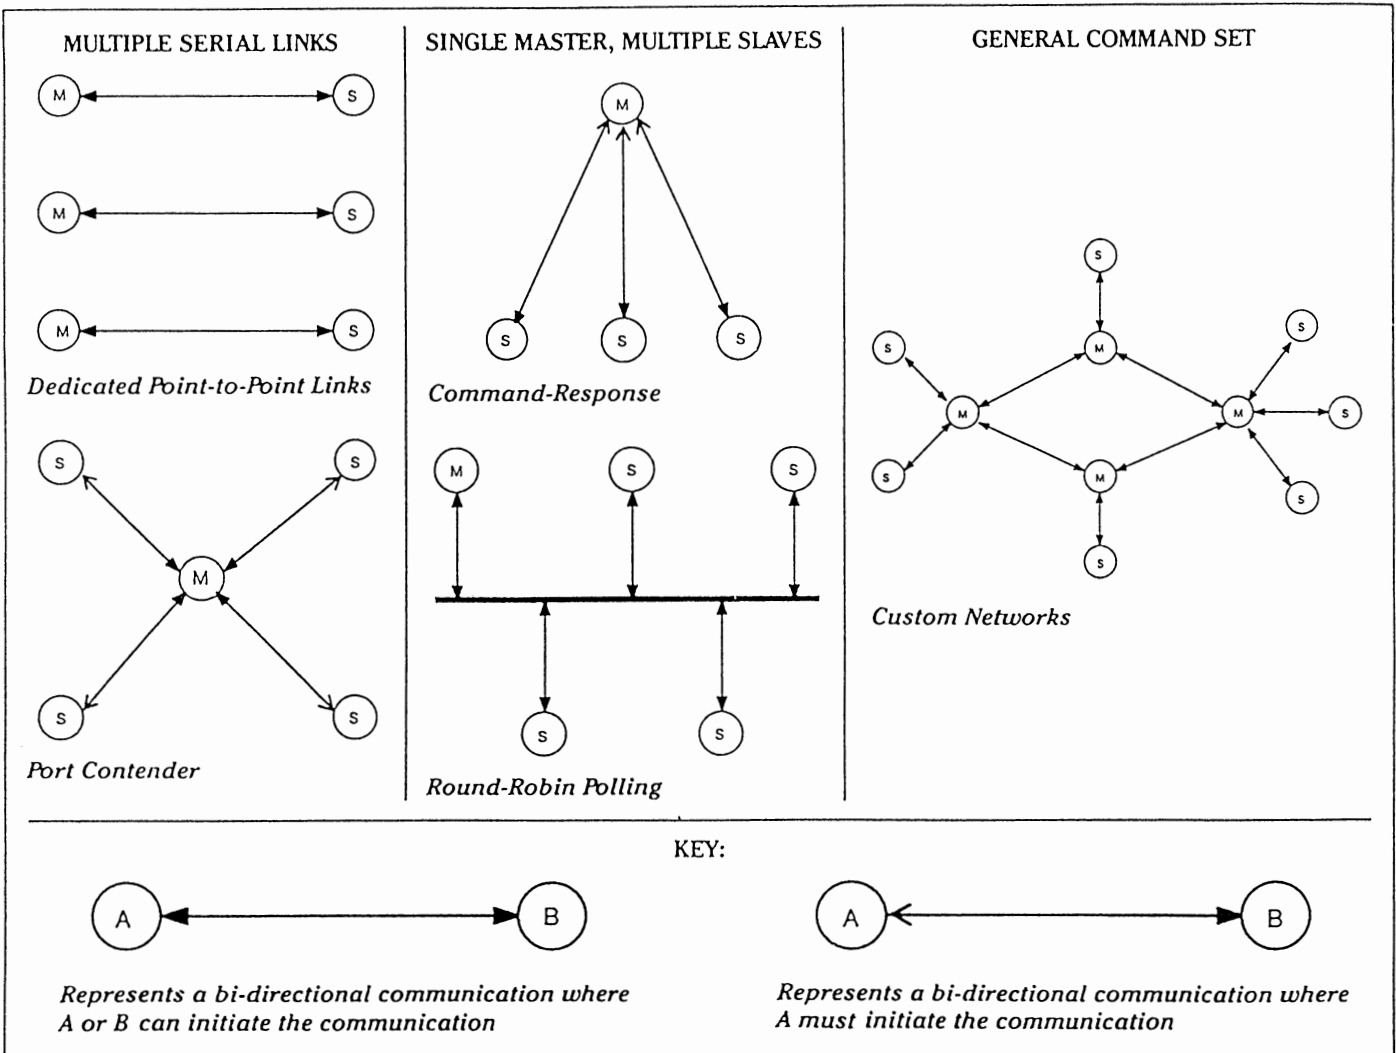 MULTIPLE SERIAL LINKS
M S
M S
M S
Dedicated Point-to-Point Links
S S
M
S S
Port Contender
SINGLE MASTER, MULTIPLE SLAVES
M
S S S
Command-Response
M S S
S S
Round-Robin Polling
GENERAL COMMAND SET
S
S M S
M M S
S M S
S
Custom Networks
KEY:
A B
Represents a bi-directional communication where
A or B can initiate the communication
A B
Represents a bi-directional communication where
A must initiate the communication